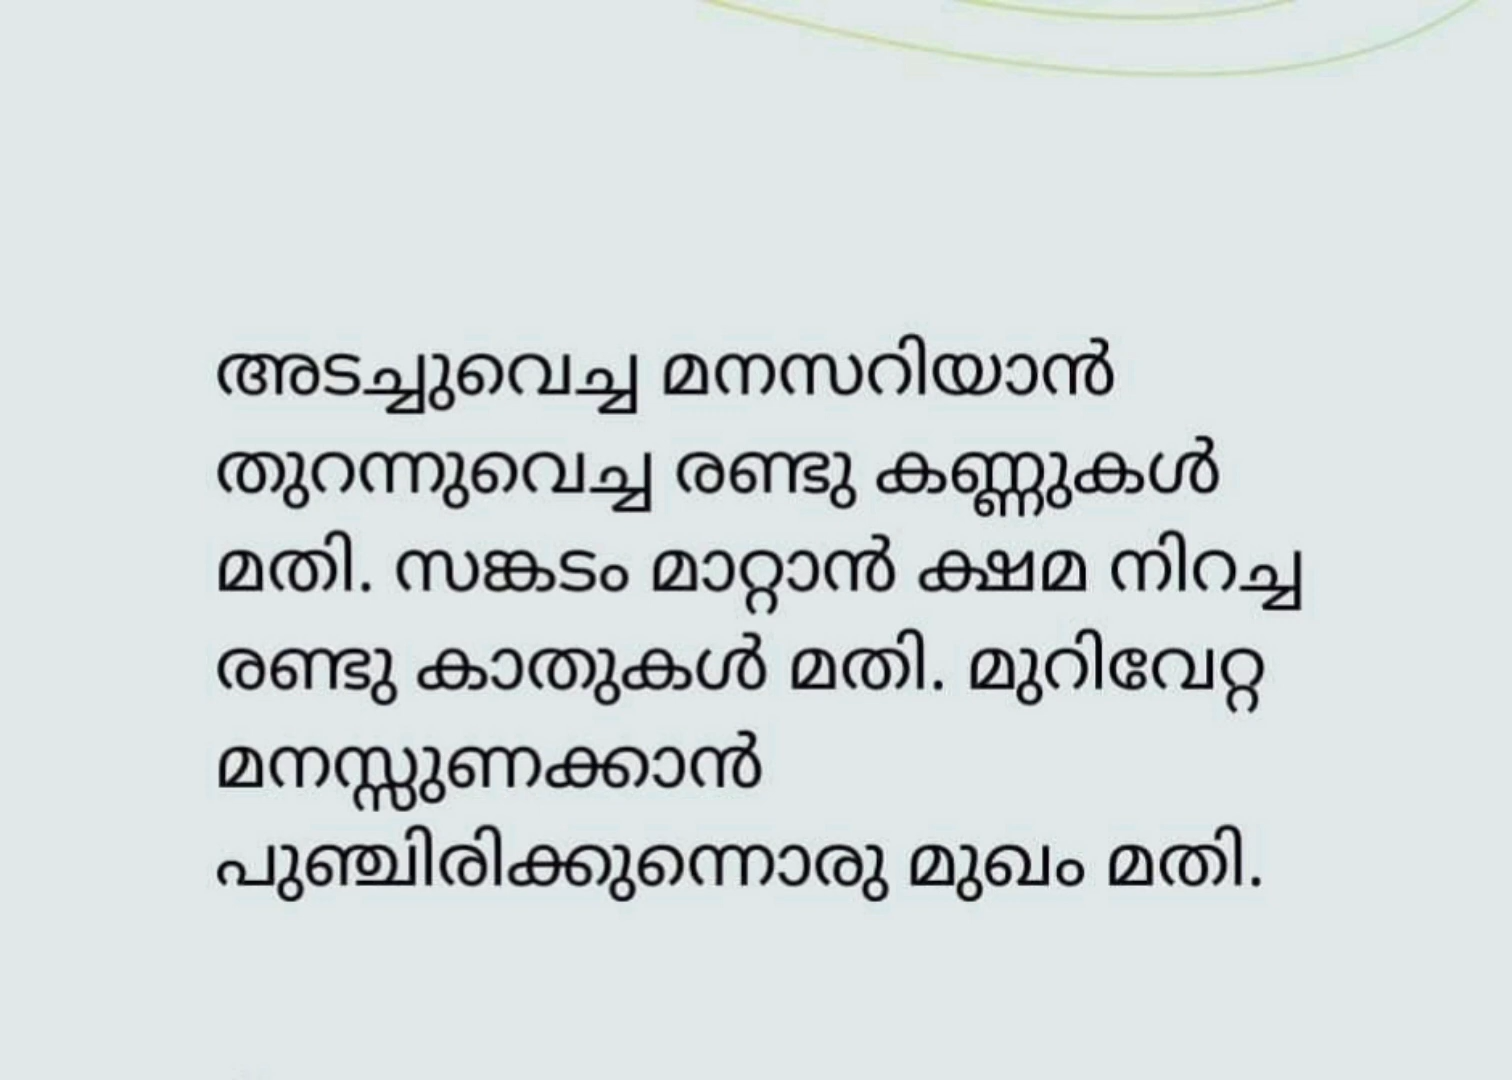 അടച്ചുവെച്ച മനസറിയാൻ
തുറന്നുവെച്ച രണ്ടു കണ്ണുകൾ
മതി. സങ്കടം മാറ്റാൻ ക്ഷമ നിറച്ച
രണ്ടു കാതുകൾ മതി. മുറിവേറ്റ
മനസ്സുണക്കാൻ
പുഞ്ചിരിക്കുന്നൊരു മുഖം മതി.